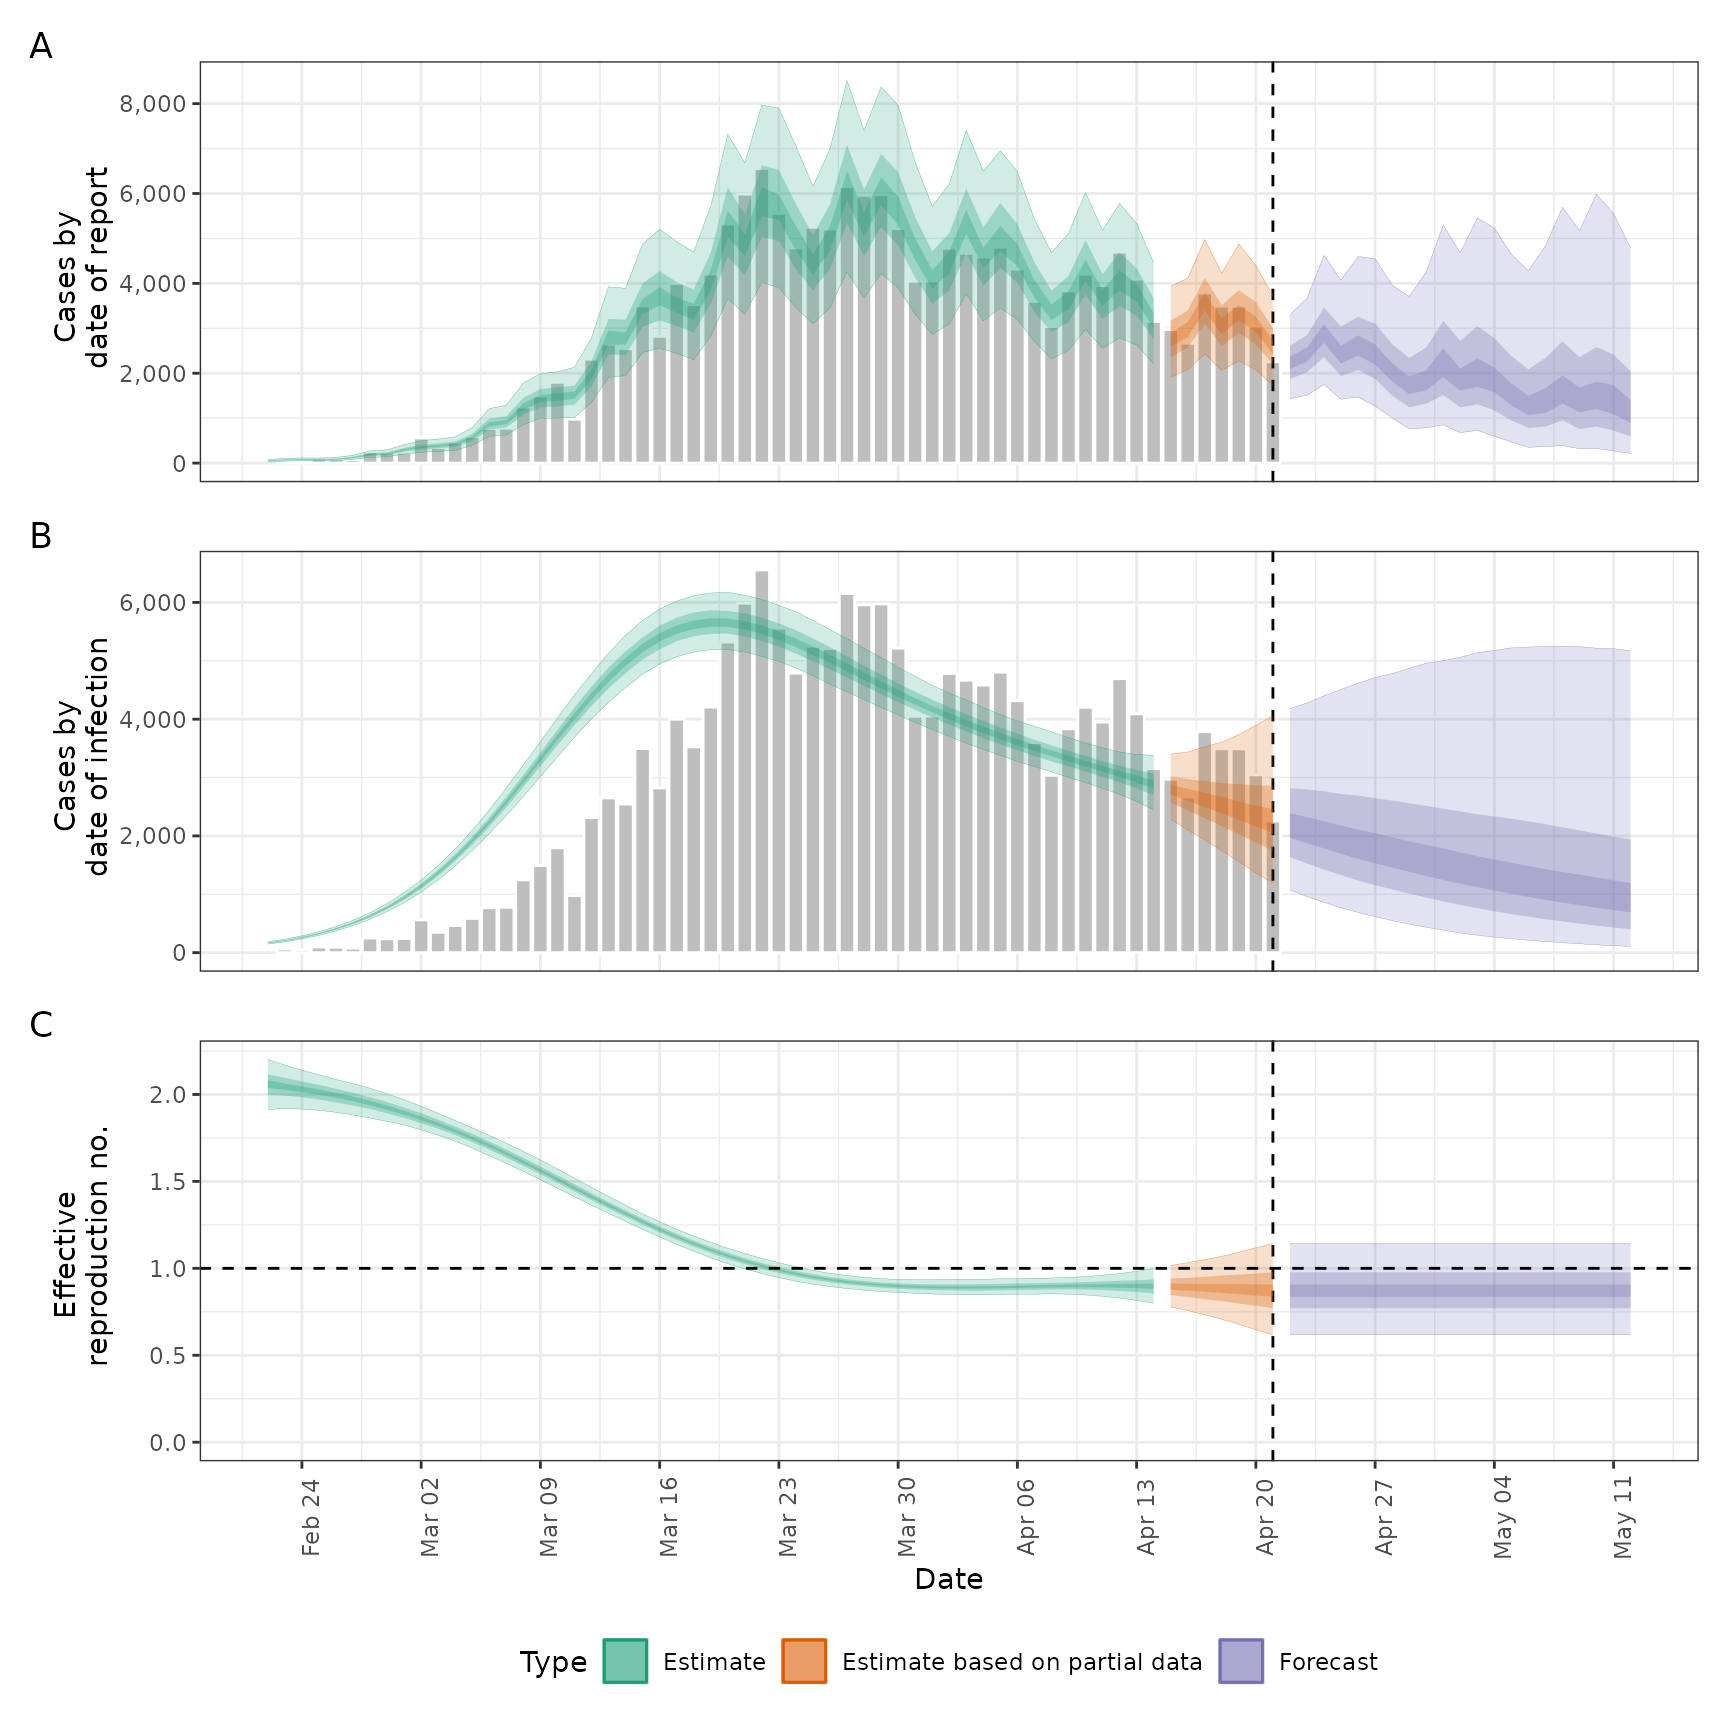 A
Cases by
date of report
8,000
6,000
4,000
2,000
0
B
Cases by
date of infection
6,000
4,000
2,000
0
C
Effective
reproduction no.
2.0
1.5
1.0
0.5
0.0
Feb 24
Mar 02
Mar 09
Mar 16
Mar 23
Mar 30
Apr 06
Apr 13
Apr 20
Apr 27
May 04
May 11
Date
Type
Estimate
Estimate based on partial data
Forecast